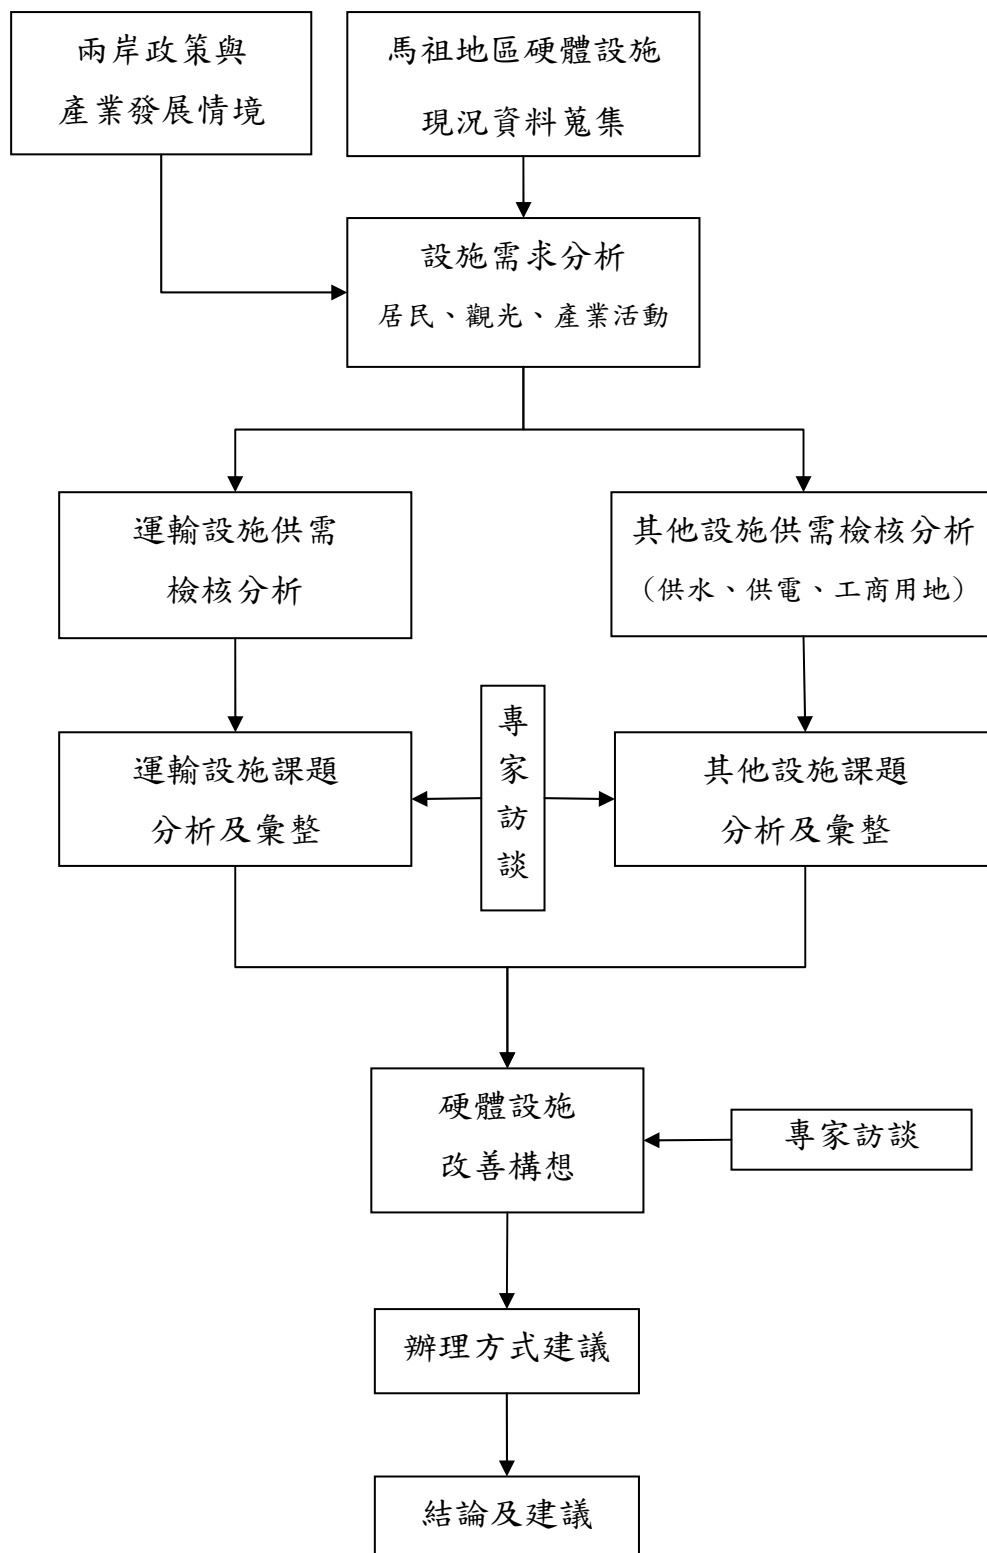 兩岸政策與
產業發展情境
馬祖地區硬體設施
現況資料蒐集
設施需求分析
居民、觀光、產業活動
運輸設施供需
檢核分析
其他設施供需檢核分析
（供水、供電、工商用地）
運輸設施課題
分析及彙整
專家訪談
其他設施課題
分析及彙整
硬體設施
改善構想
專家訪談
辦理方式建議
結論及建議